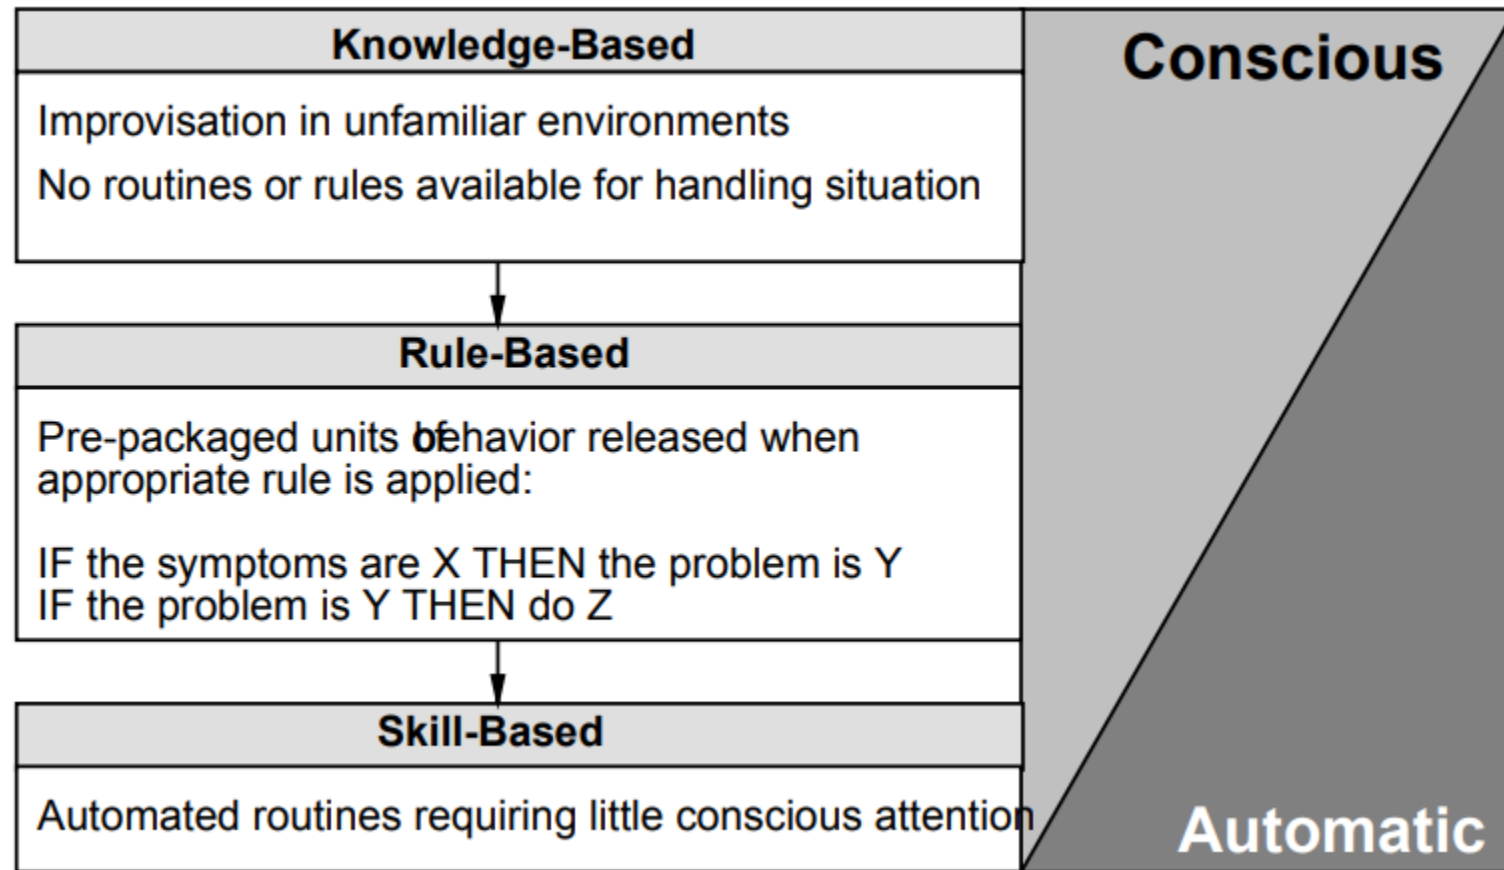 Knowledge-Based
Conscious
Improvisation in unfamiliar environments
No routines or rules available for handling situation
Rule-Based
Pre-packaged units of behavior released when
appropriate rule is applied:
IF the symptoms are X THEN the problem is Y
IF the problem is Y THEN do Z
Skill-Based
Automated routines requiring little conscious attention
Automatic